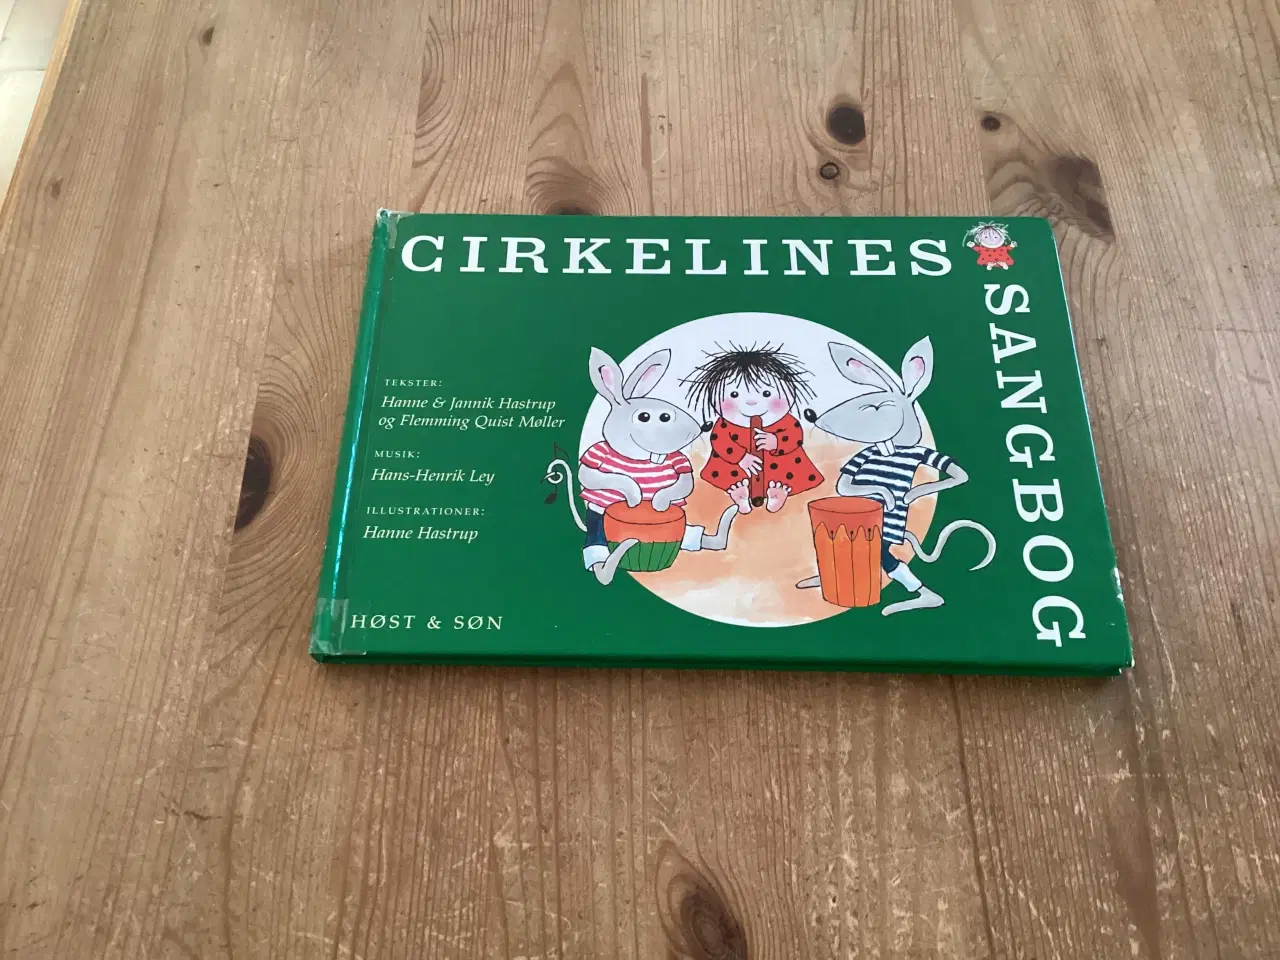 CIRKELINES
SANGBOG
TEKSTER:
Hanne & Jannik Hastrup
og Flemming Quist Møller
MUSIK:
Hans-Henrik Ley
ILLUSTRATIONER:
Hanne Hastrup
HØST & SØN